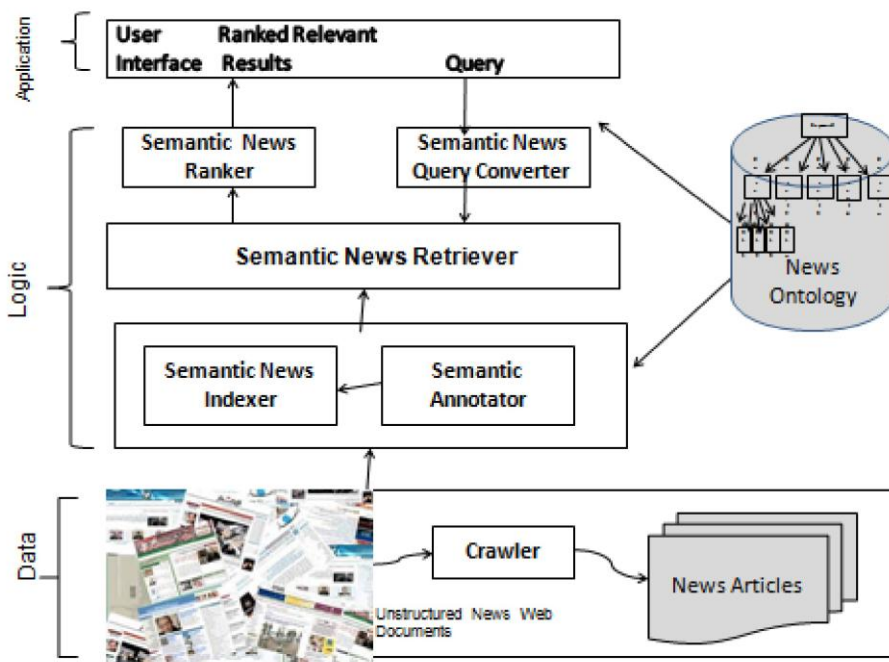 Application
User Ranked Relevant
Interface Results Query
Semantic News
Ranker
Semantic News
Query Converter
Logic
Semantic News Retriever
News
Ontology
Semantic News
Indexer
Semantic
Annotator
Data
Crawler
News Articles
Unstructured News Web
Documents